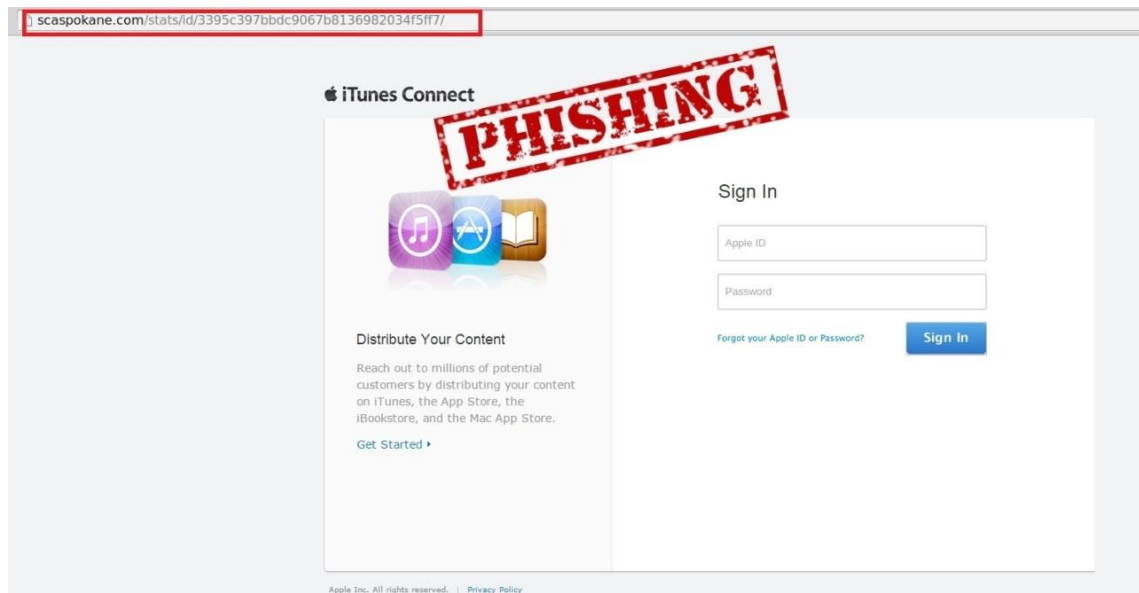 scaspokane.com/stats/id/3395c397bbdc9067b8136982034f5ff7/
iTunes Connect
PHISHING
Sign In
Apple ID
Password
Forgot your Apple ID or Password?
Sign In
Distribute Your Content
Reach out to millions of potential
customers by distributing your content
on iTunes, the App Store, the
iBookstore, and the Mac App Store.
Get Started
Apple Inc. All rights reserved. | Privacy Policy